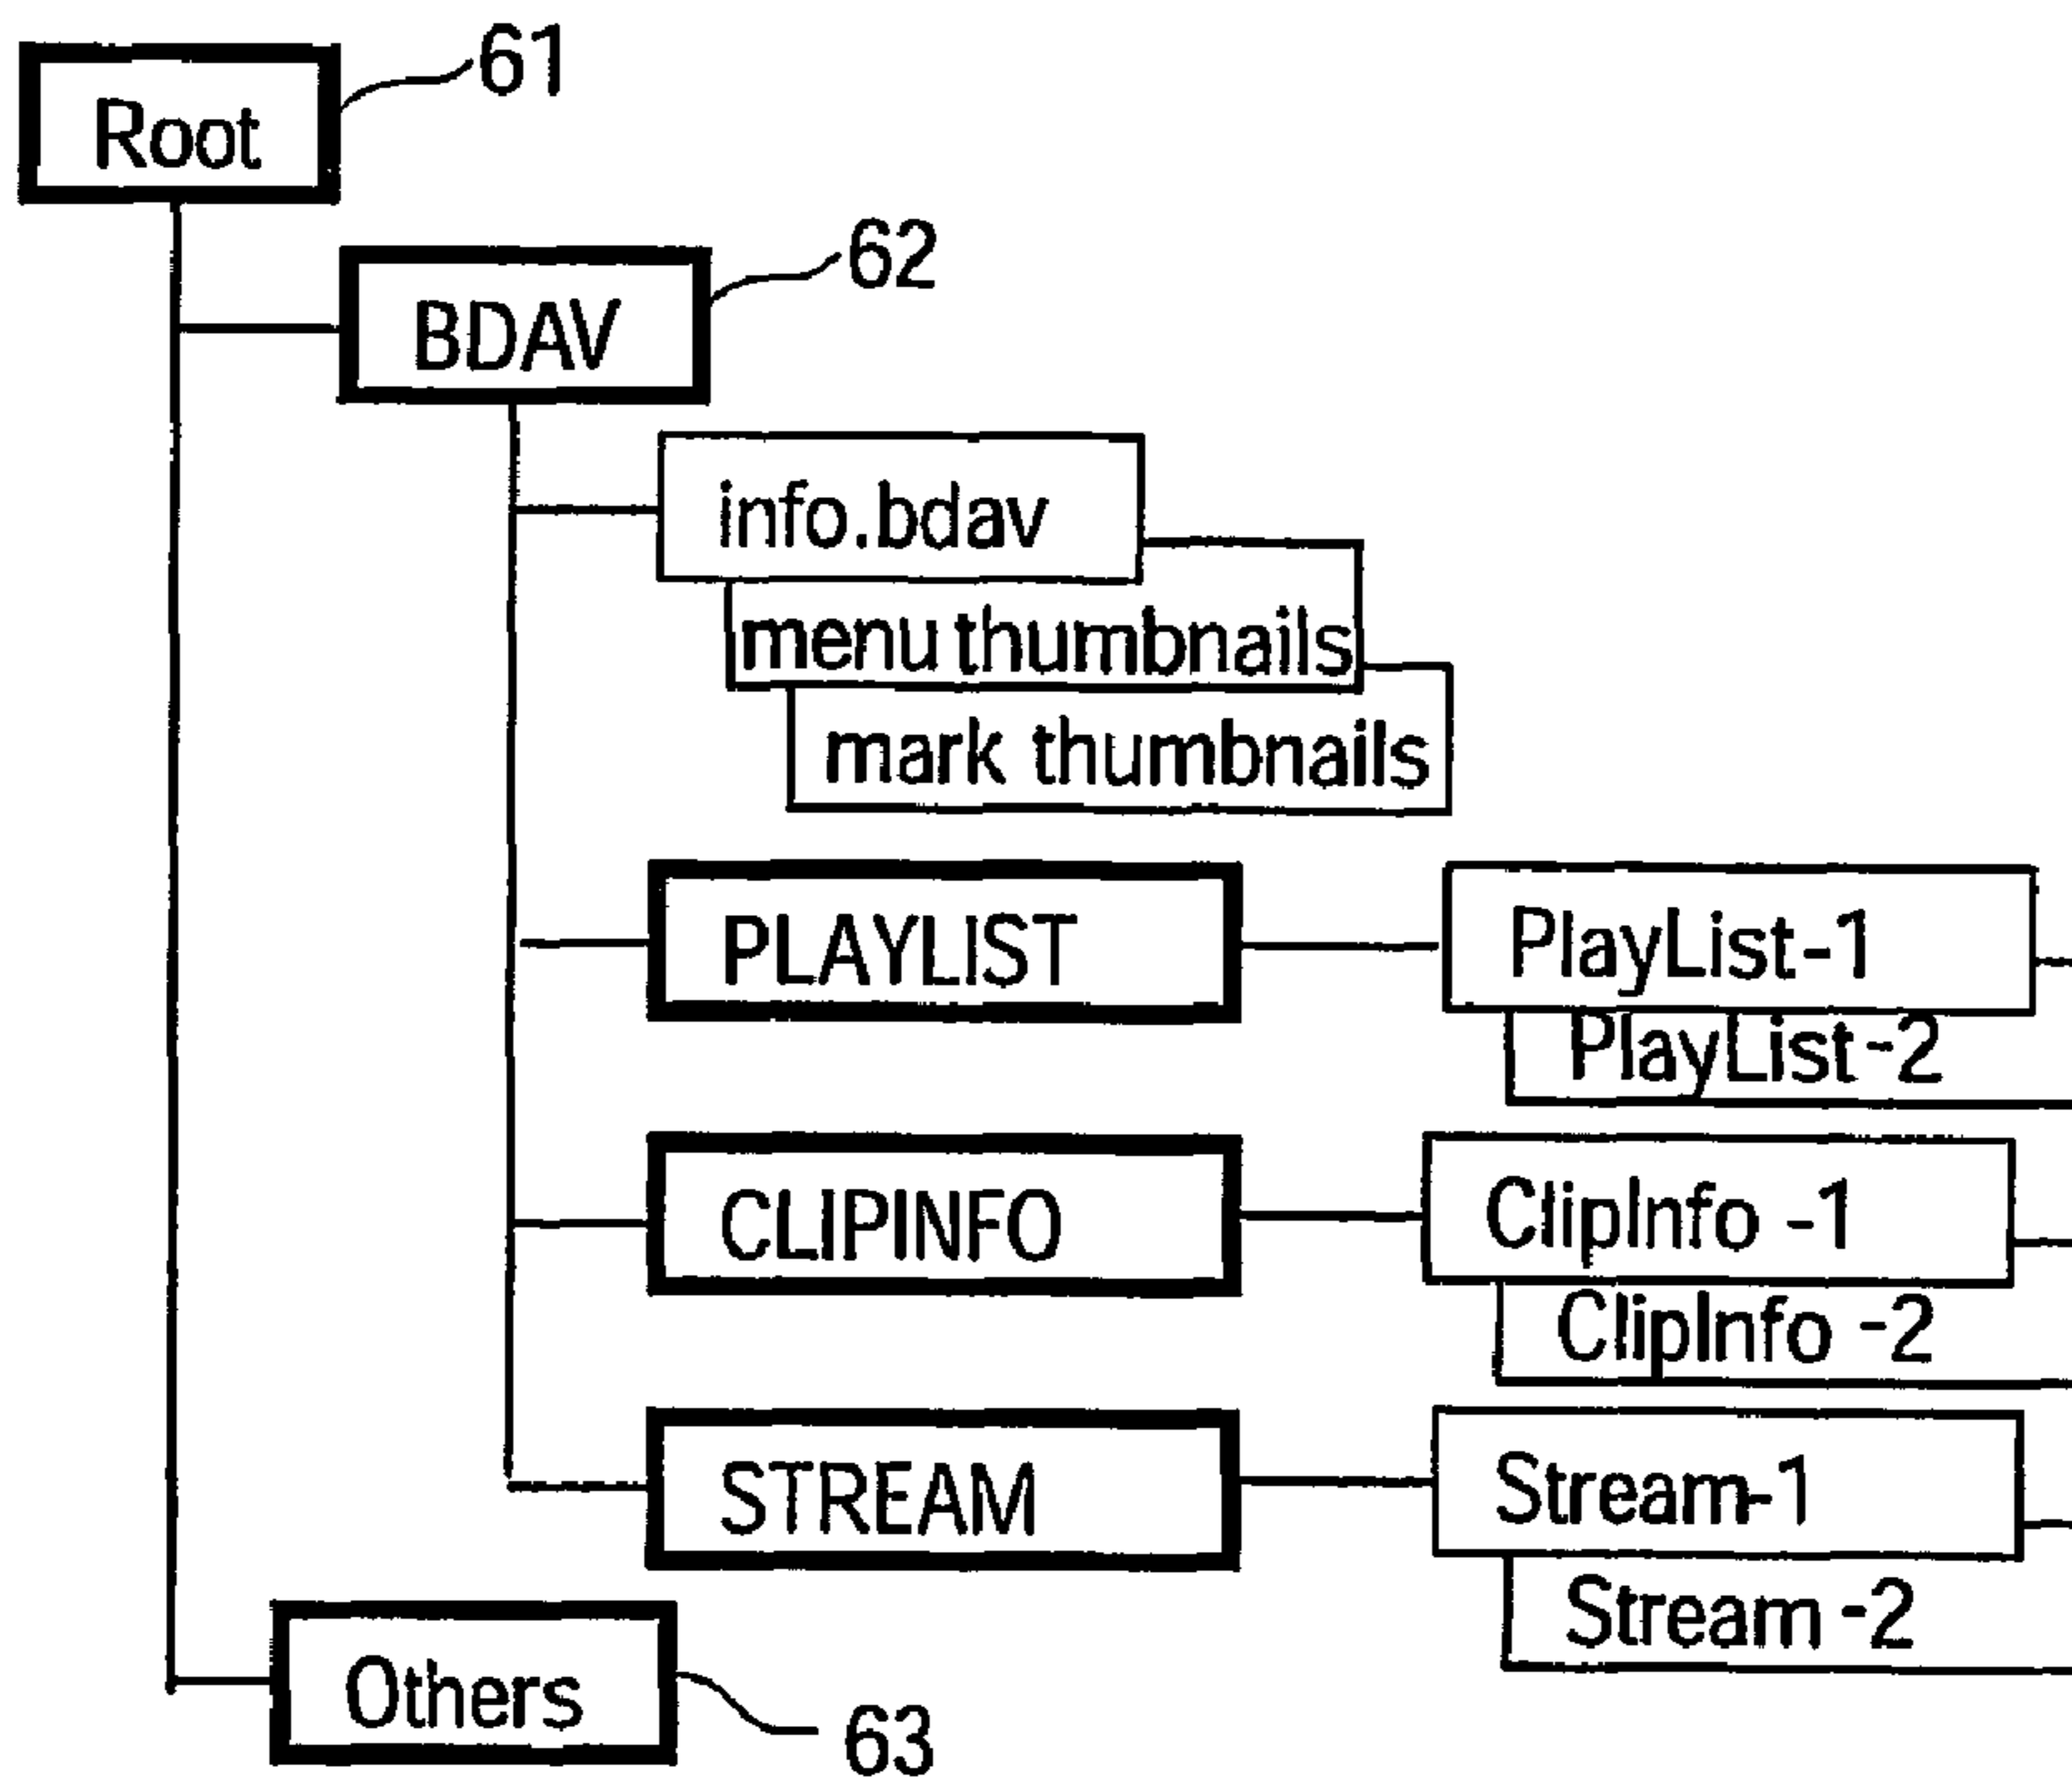 61
Root
62
BDAV
info.bdav
menu thumbnails
mark thumbnails
PLAYLIST
PlayList-1
PlayList-2
CLIPINFO
ClipInfo -1
ClipInfo -2
STREAM
Stream-1
Stream -2
Others
63